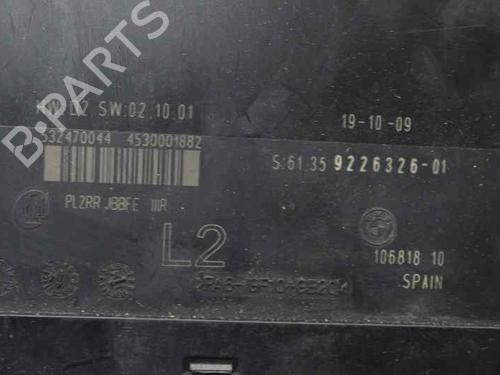 B-PARTS
SW:02.10.01
19-10-09
532470044 4530001882
S:61.35 9226326-01
PLZRR JBBFE IIIR
L2
106818 10
SPAIN